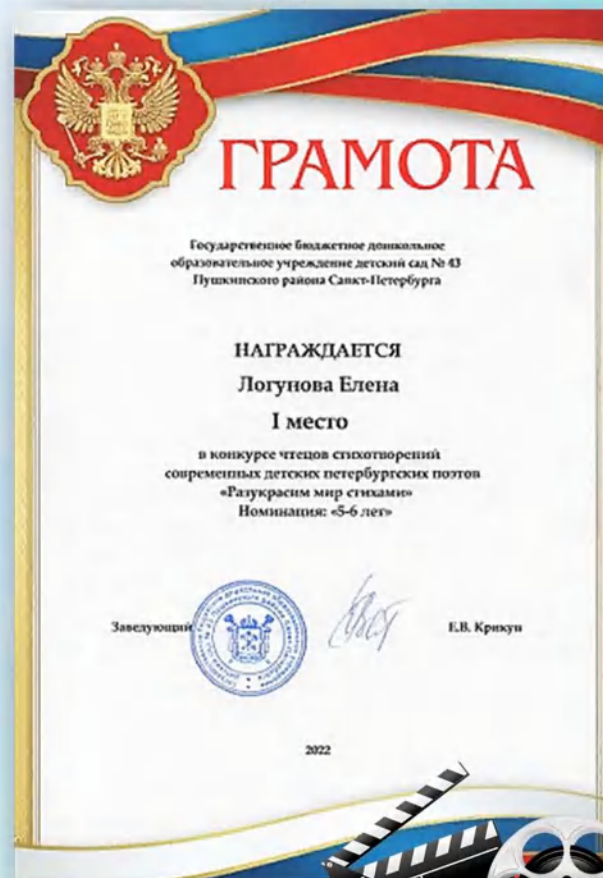 ГРАМОТА
Государственное бюджетное дошкольное
образовательное учреждение детский сад № 43
Пушкинского района Санкт-Петербурга
НАГРАЖДАЕТСЯ
Логунова Елена
I место
в конкурсе чтецов стихотворений
современных детских петербургских поэтов
«Разукрасим мир стихами»
Номинация: «5-6 лет»
Заведующий
Е.В. Крикун
2022